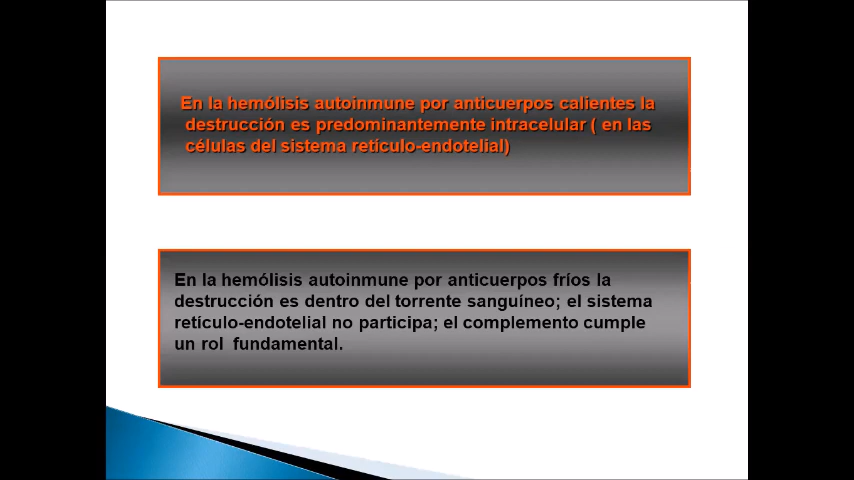 En la hemólisis autoinmune por anticuerpos calientes la
destrucción es predominantemente intracelular ( en las
células del sistema retículo-endotelial)
En la hemólisis autoinmune por anticuerpos fríos la
destrucción es dentro del torrente sanguíneo; el sistema
retículo-endotelial no participa; el complemento cumple
un rol fundamental.